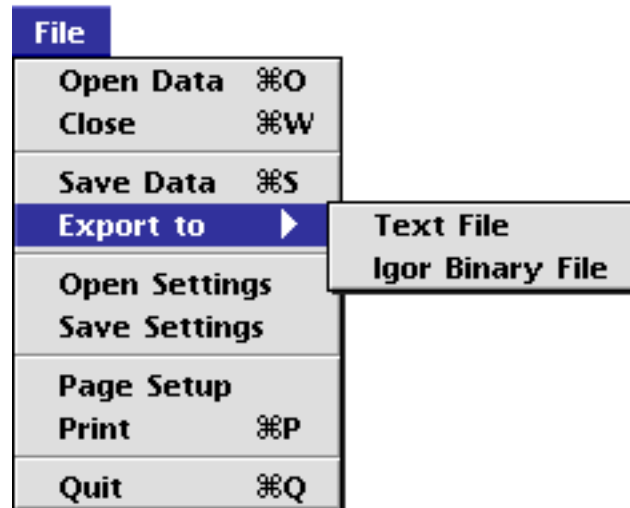 File
Open Data ⌘O
Close ⌘W
Save Data ⌘S
Export to
Text File
Igor Binary File
Open Settings
Save Settings
Page Setup
Print ⌘P
Quit ⌘Q